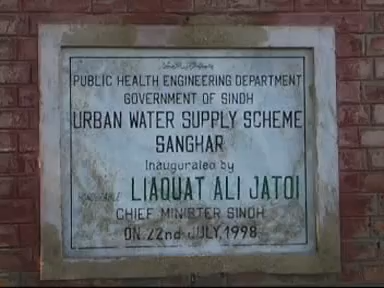 PUBLIC HEALTH ENGINEERING DEPARTMENT
GOVERNMENT OF SINDH
URBAN WATER SUPPLY SCHEME
SANGHAR
Inaugurated by
HONOURABLE LIAQUAT ALI JATOI
CHIEF MINISTER SINDH
ON 22nd JULY, 1998